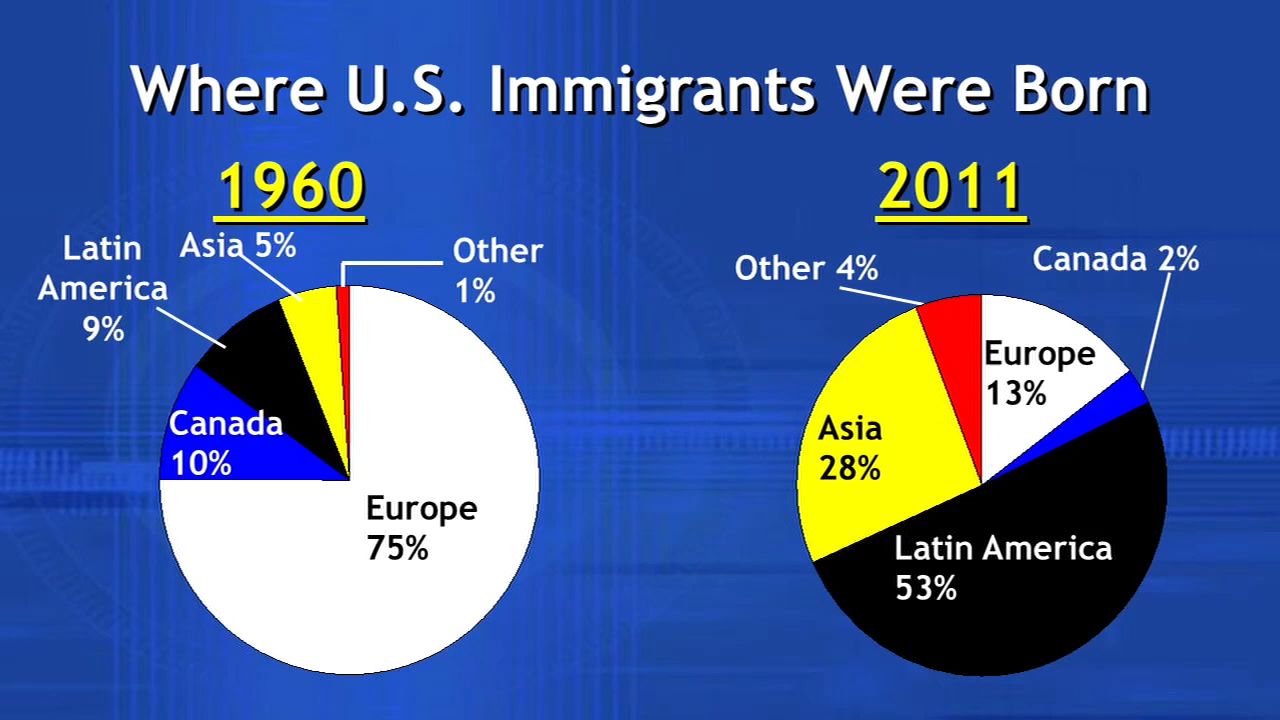 Where U.S. Immigrants Were Born
1960
Latin
America
9%
Asia 5%
Other
1%
Canada
10%
Europe
75%
2011
Other 4%
Canada 2%
Europe
13%
Asia
28%
Latin America
53%